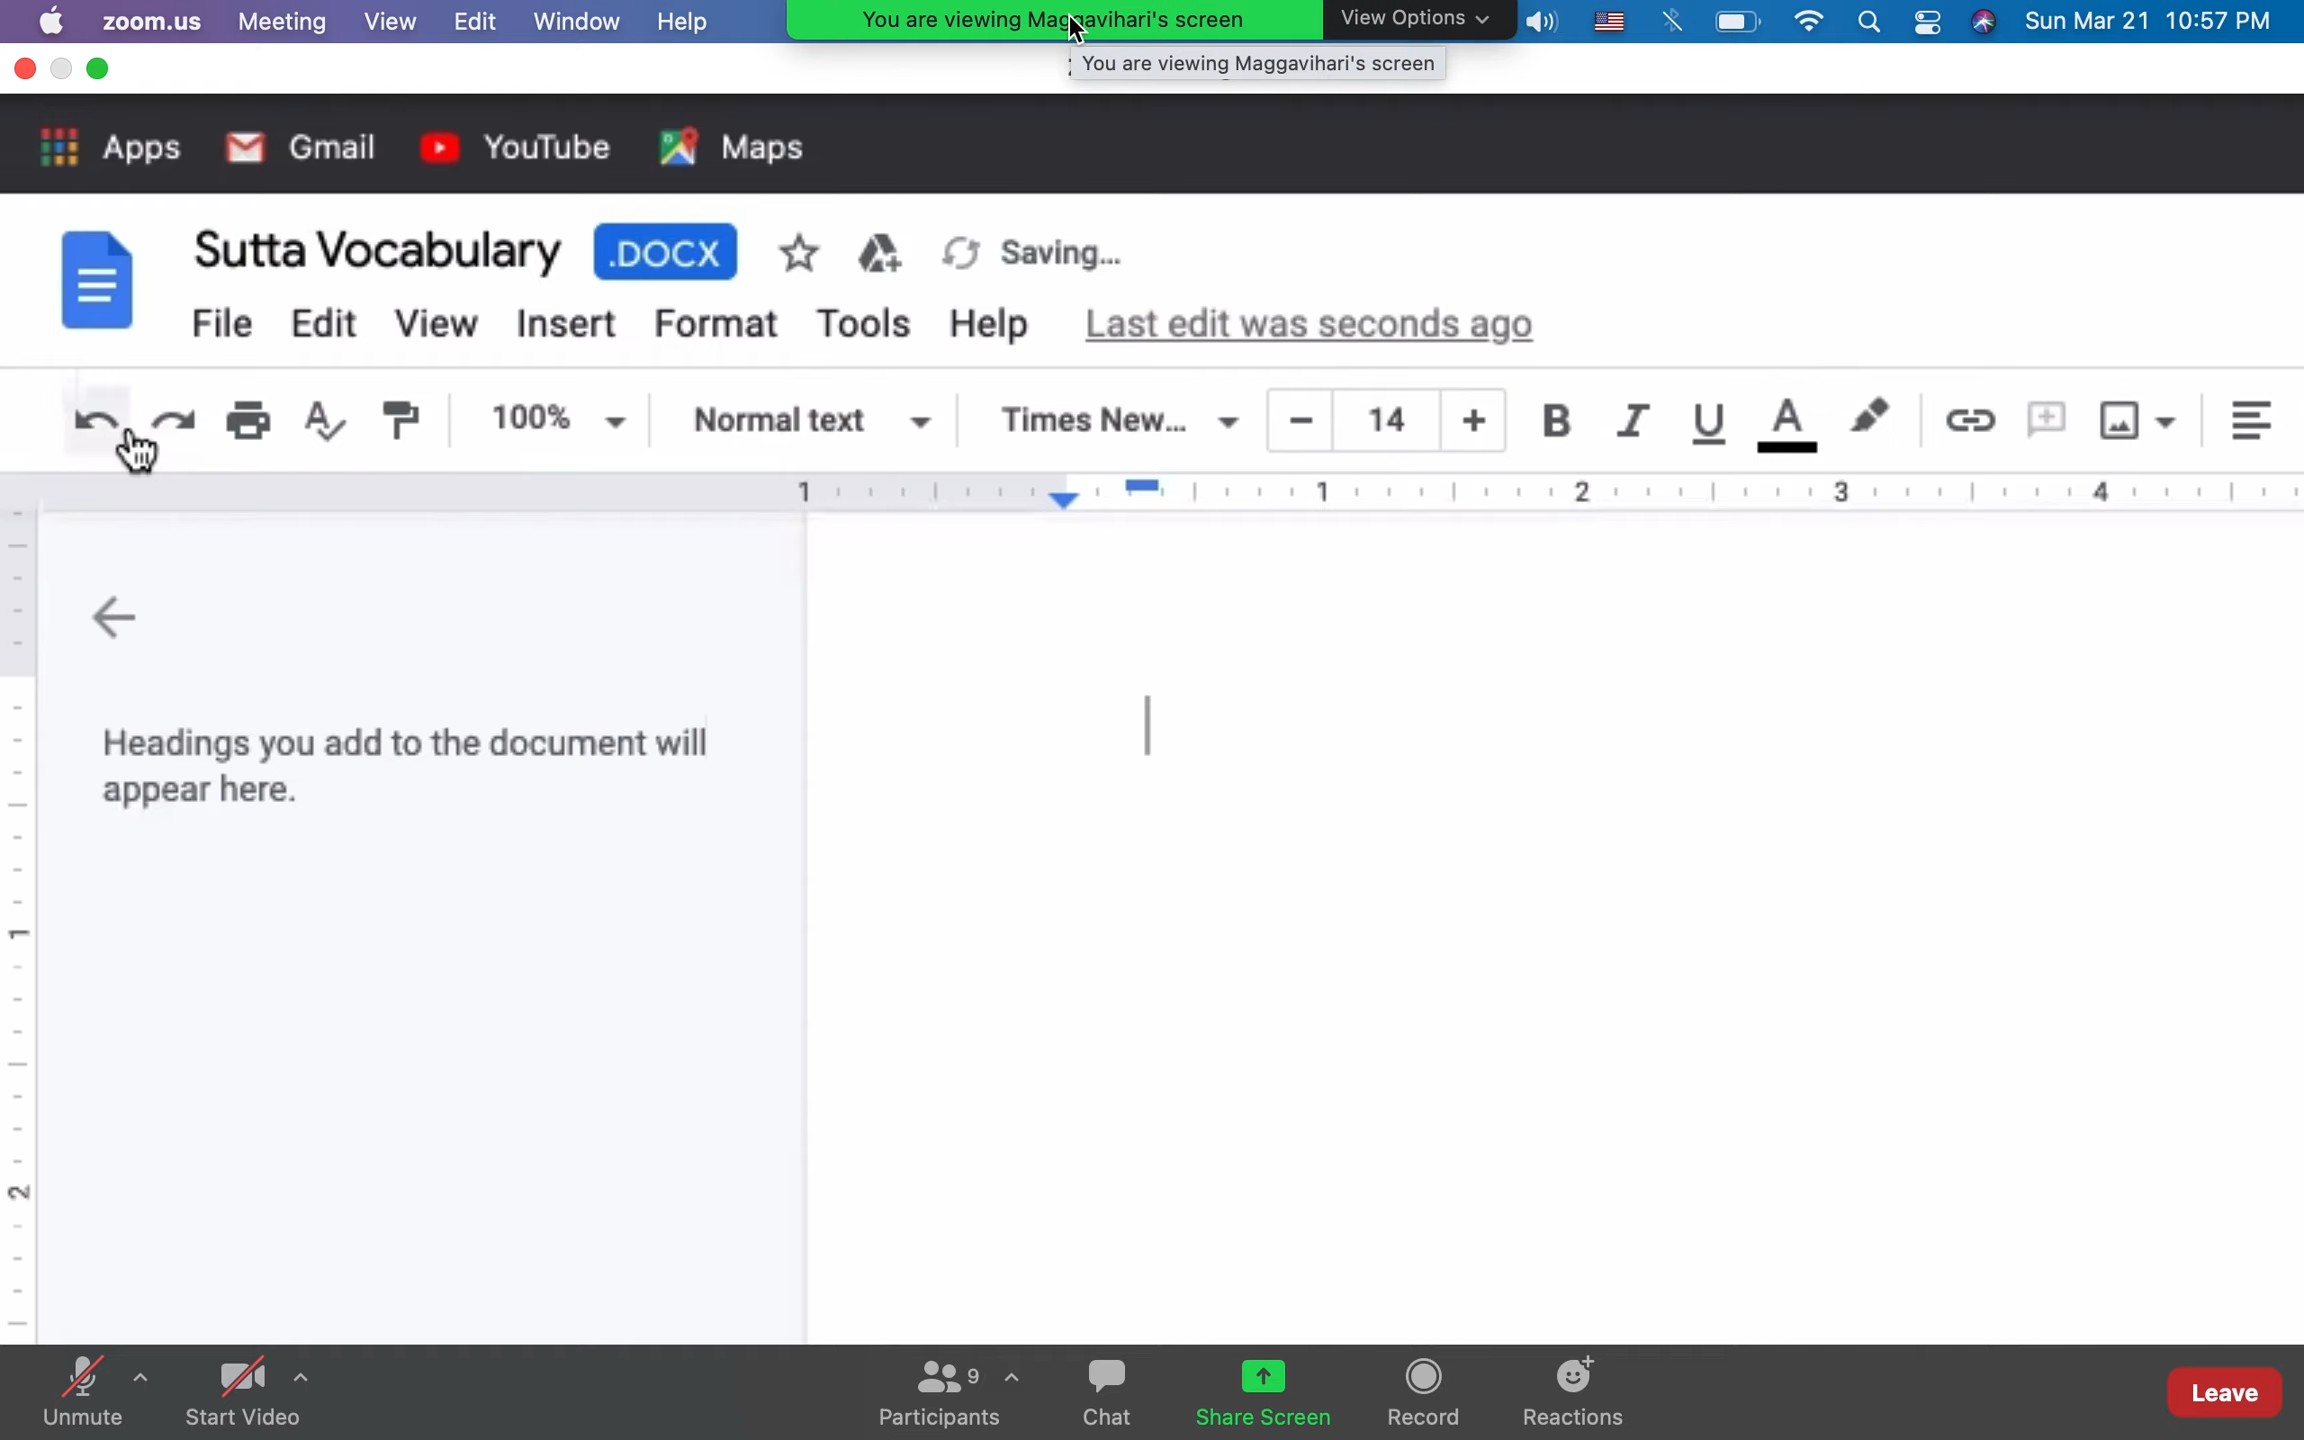 zoom.us Meeting View Edit Window Help You are viewing Maggavihari's screen View Options Sun Mar 21 10:57 PM
You are viewing Maggavihari's screen
Apps Gmail YouTube Maps
Sutta Vocabulary .DOCX Saving...
File Edit View Insert Format Tools Help Last edit was seconds ago
100% Normal text Times New... − 14 + B I U A
1 1 2 3 4
Headings you add to the document will
appear here.
1
2
9
Unmute Start Video Participants Chat Share Screen Record Reactions Leave